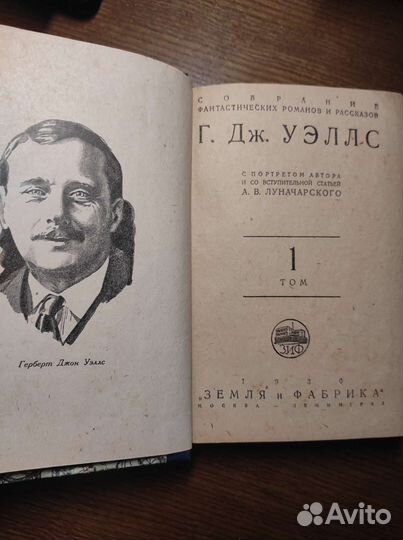 Герберт Джон Уэллс
СОБРАНИЕ
ФАНТАСТИЧЕСКИХ РОМАНОВ И РАССКАЗОВ
Г. Дж. УЭЛЛС
С ПОРТРЕТОМ АВТОРА
И СО ВСТУПИТЕЛЬНОЙ СТАТЬЕЙ
А. В. ЛУНАЧАРСКОГО
1
ТОМ
ЗИФ
1930
„ЗЕМЛЯ и ФАБРИКА"
МОСКВА — ЛЕНИНГРАД
Avito